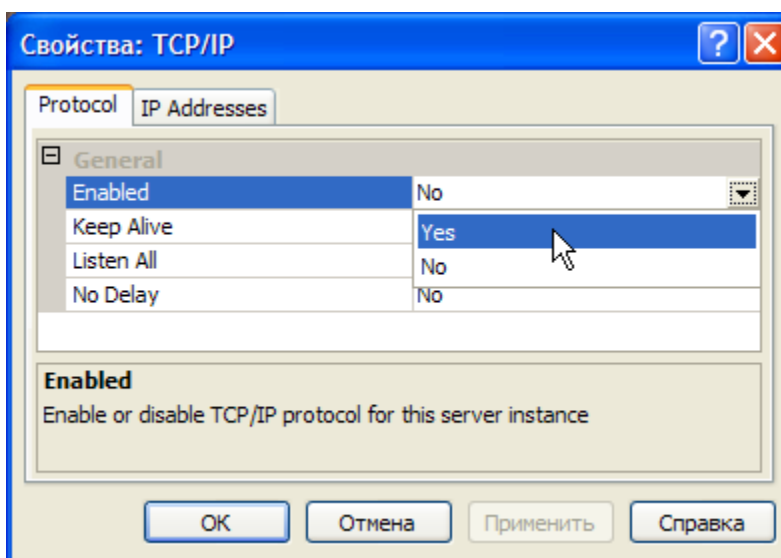 Свойства: TCP/IP
Protocol IP Addresses
General
Enabled No
Keep Alive Yes
Listen All No
No Delay No
Enabled
Enable or disable TCP/IP protocol for this server instance
OK Отмена Применить Справка